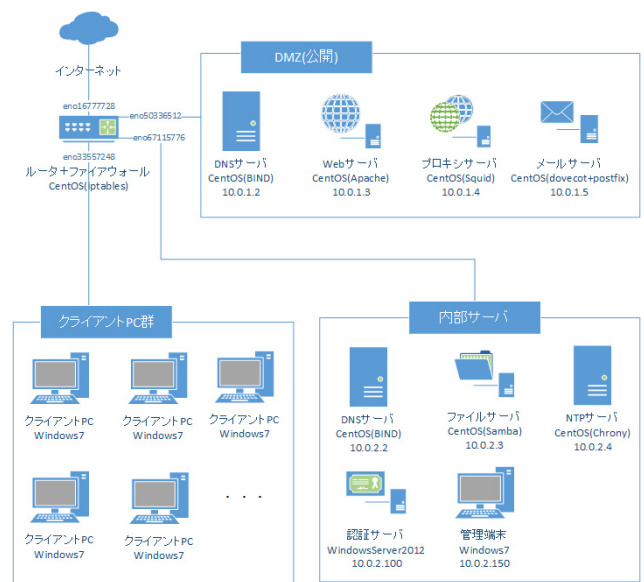 インターネット
eno16777728
eno50336512
eno67115776
eno33557248
ルータ+ファイアウォール
CentOS(iptables)
DMZ(公開)
DNSサーバ
CentOS(BIND)
10.0.1.2
Webサーバ
CentOS(Apache)
10.0.1.3
プロキシサーバ
CentOS(Squid)
10.0.1.4
メールサーバ
CentOS(dovecot+postfix)
10.0.1.5
クライアントPC群
クライアントPC
Windows7
クライアントPC
Windows7
クライアントPC
Windows7
クライアントPC
Windows7
クライアントPC
Windows7
・・・
内部サーバ
DNSサーバ
CentOS(BIND)
10.0.2.2
ファイルサーバ
CentOS(Samba)
10.0.2.3
NTPサーバ
CentOS(Chrony)
10.0.2.4
認証サーバ
WindowsServer2012
10.0.2.100
管理端末
Windows7
10.0.2.150